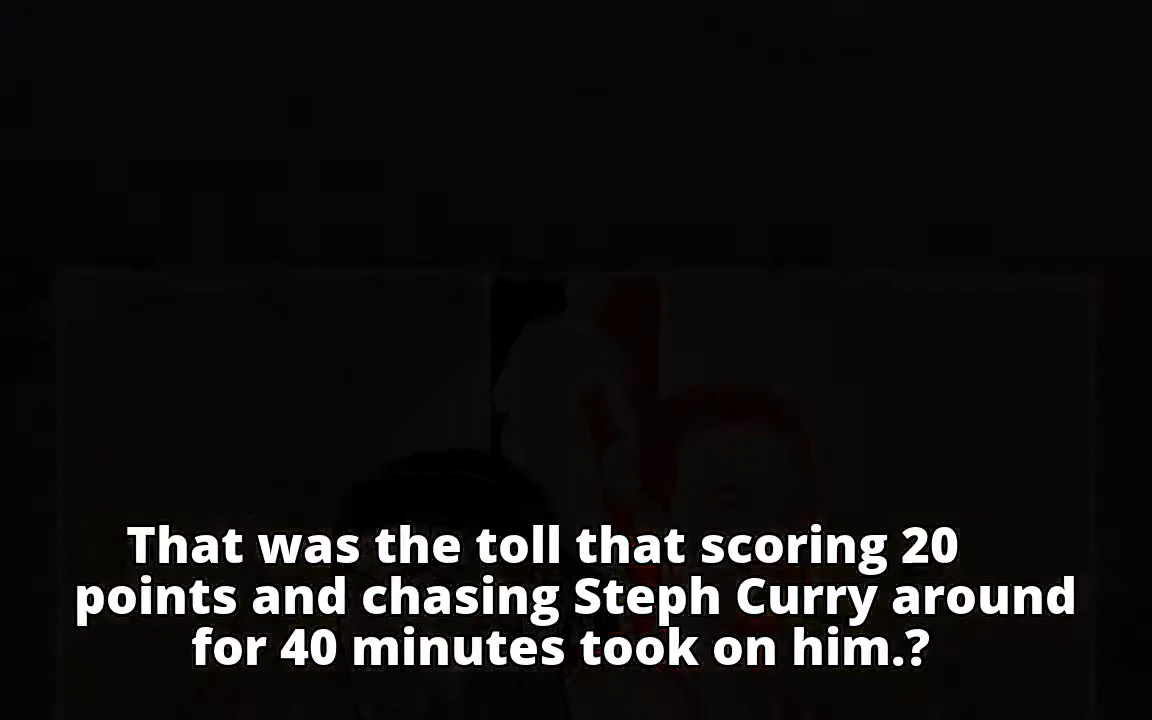 That was the toll that scoring 20
points and chasing Steph Curry around
for 40 minutes took on him.?